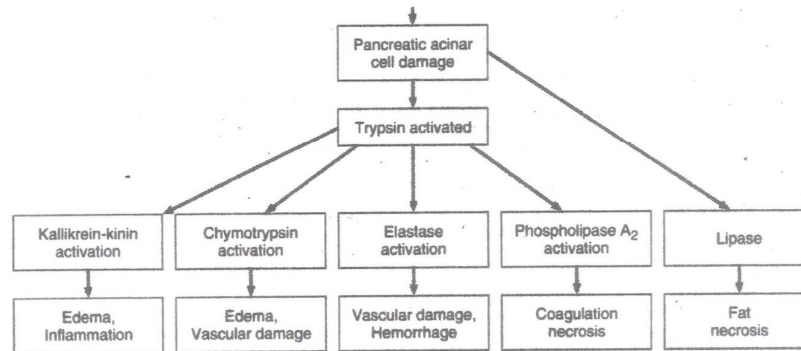 Pancreatic acinar
cell damage
Trypsin activated
Kallikrein-kinin
activation
Chymotrypsin
activation
Elastase
activation
Phospholipase A₂
activation
Lipase
Edema,
Inflammation
Edema,
Vascular damage
Vascular damage,
Hemorrhage
Coagulation
necrosis
Fat
necrosis